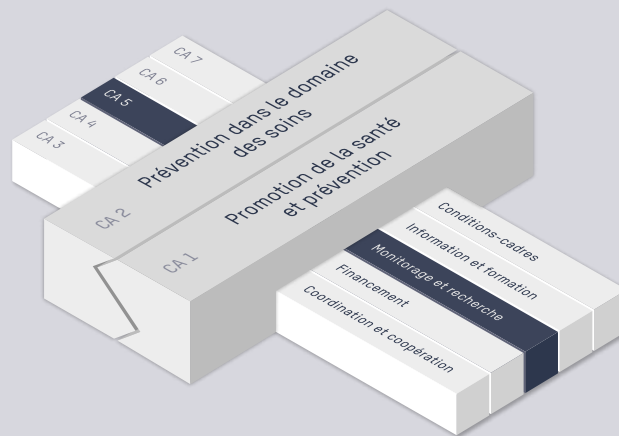 CA 7
CA 6
CA 5
CA 4
CA 3
CA 2
Prévention dans le domaine
des soins
CA 1
Promotion de la santé
et prévention
Conditions-cadres
Information et formation
Monitorage et recherche
Financement
Coordination et coopération